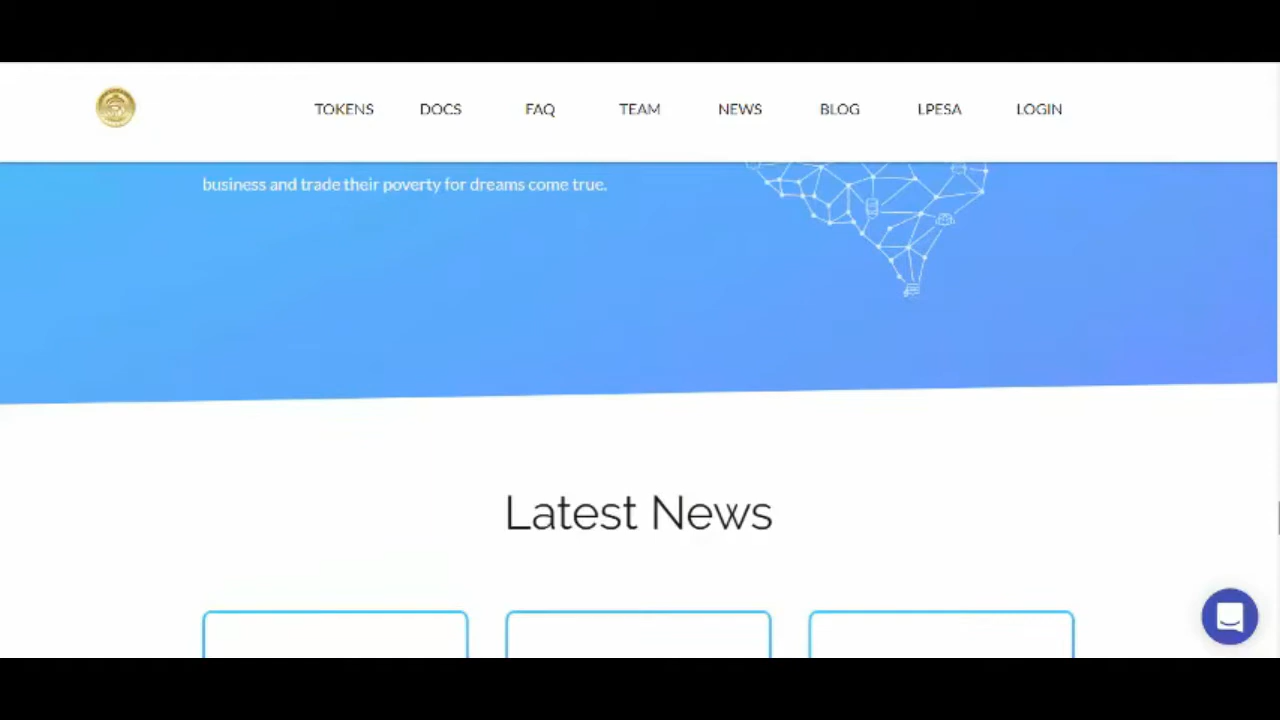 TOKENS DOCS FAQ TEAM NEWS BLOG LPESA LOGIN
business and trade their poverty for dreams come true.
Latest News